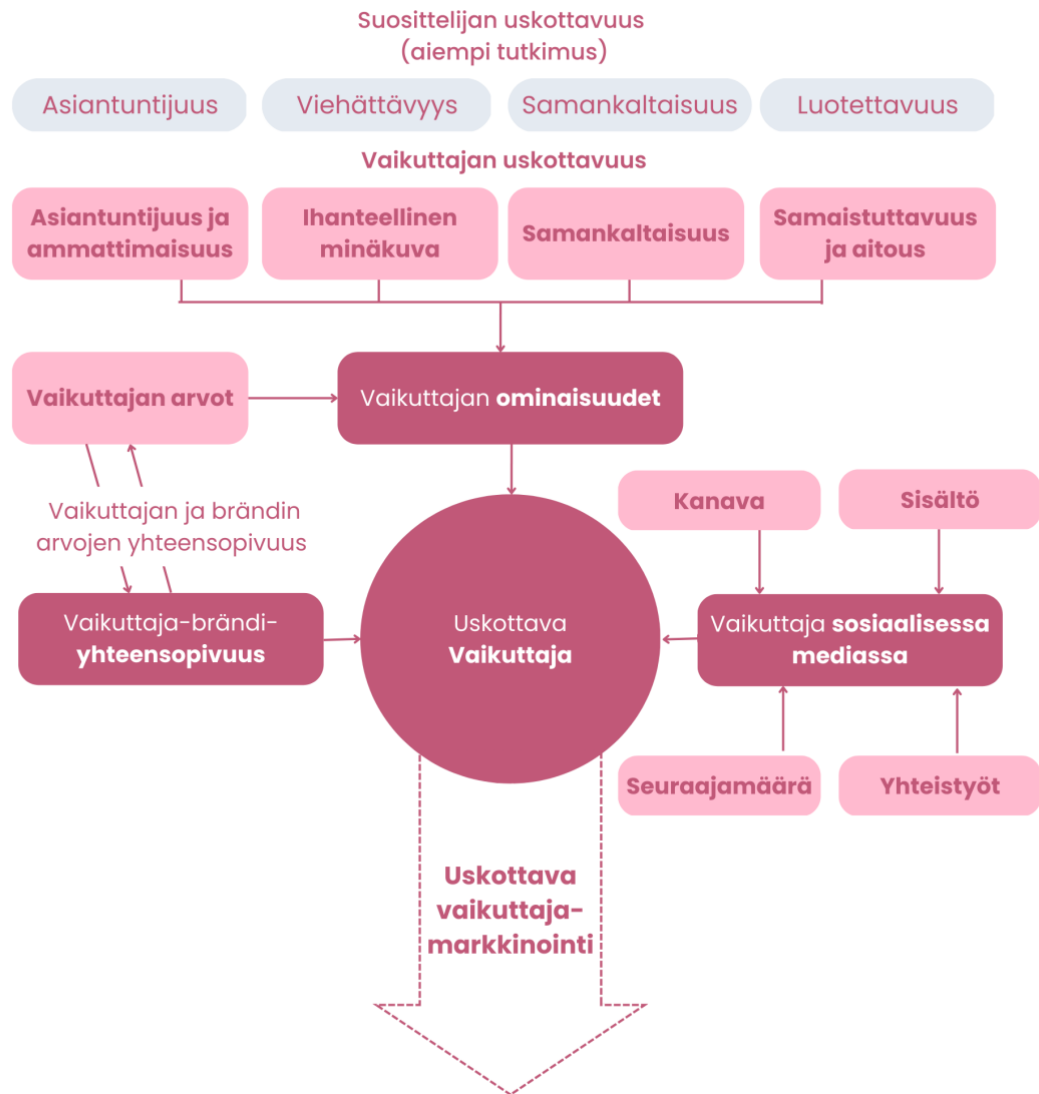 Suosittelijan uskottavuus
(aiempi tutkimus)
Asiantuntijuus
Viehättävyys
Samankaltaisuus
Luotettavuus
Vaikuttajan uskottavuus
Asiantuntijuus ja
ammattimaisuus
Ihanteellinen
minäkuva
Samankaltaisuus
Samaistuttavuus
ja aitous
Vaikuttajan arvot
Vaikuttajan ominaisuudet
Vaikuttajan ja brändin
arvojen yhteensopivuus
Kanava
Sisältö
Vaikuttaja-brändi-
yhteensopivuus
Uskottava
Vaikuttaja
Vaikuttaja sosiaalisessa
mediassa
Seuraajamäärä
Yhteistyöt
Uskottava
vaikuttaja-
markkinointi